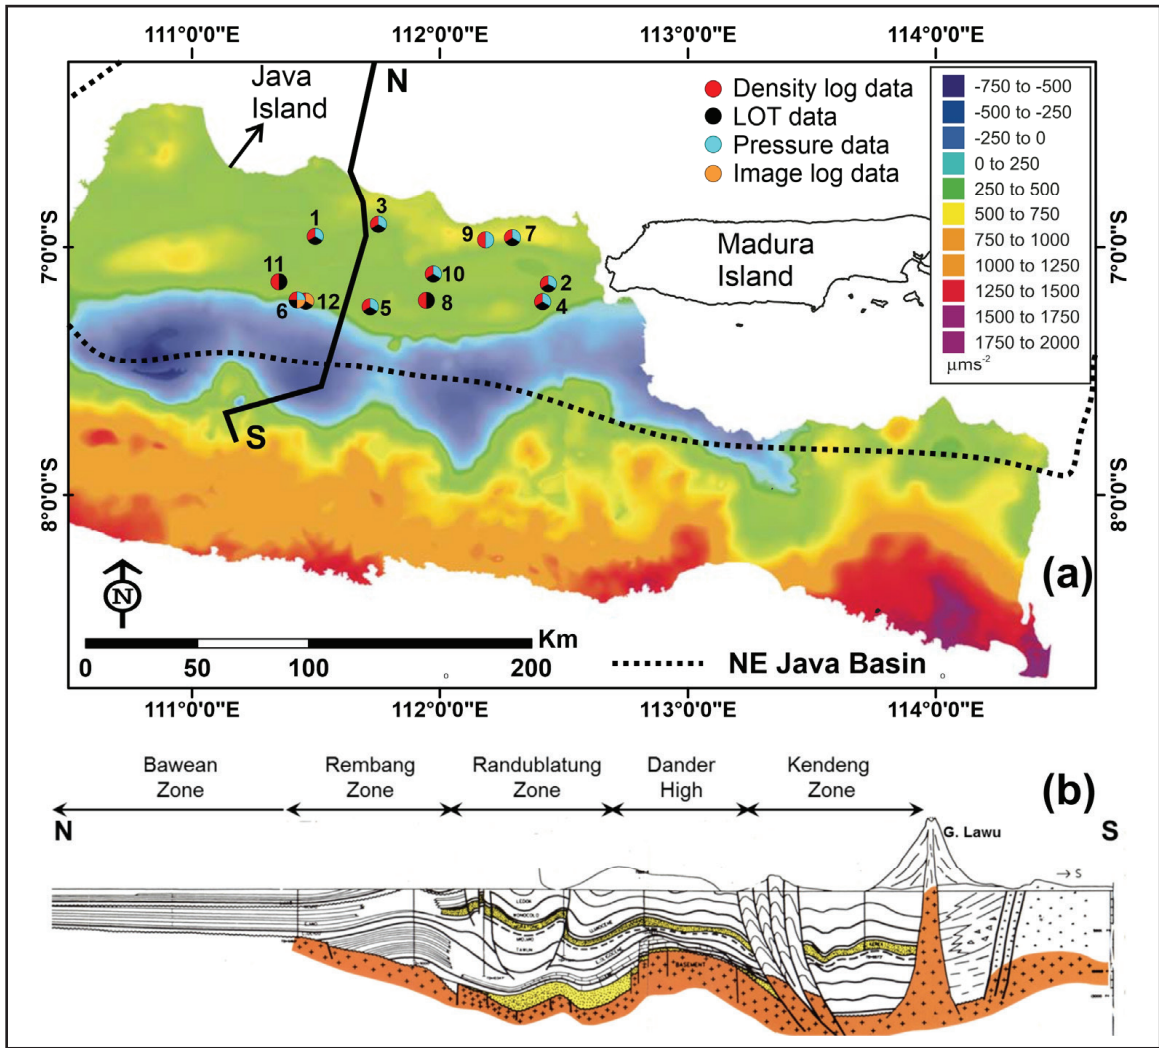 111°0'0"E 112°0'0"E 113°0'0"E 114°0'0"E
Java
Island
N
Density log data
LOT data
Pressure data
Image log data
-750 to -500
-500 to -250
-250 to 0
0 to 250
250 to 500
500 to 750
750 to 1000
1000 to 1250
1250 to 1500
1500 to 1750
1750 to 2000
µms-2
7°0'0"S
7°0'0"S
8°0'0"S
8°0'0"S
1
3
9
7
11
10
2
6
12
5
8
4
Madura
Island
S
(a)
N
Km
0 50 100 200
NE Java Basin
111°0'0"E 112°0'0"E 113°0'0"E 114°0'0"E
Bawean
Zone
Rembang
Zone
Randublatung
Zone
Dander
High
Kendeng
Zone
(b)
N
S
G. Lawu
→ S
LEDOK
WONOCOLO
BASEMENT